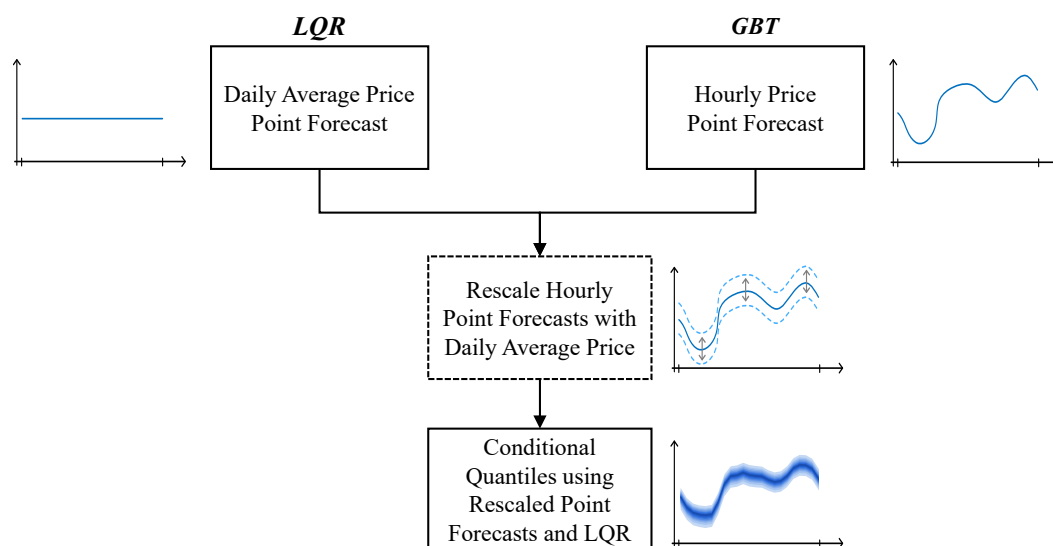 LQR
GBT
Daily Average Price
Point Forecast
Hourly Price
Point Forecast
Rescale Hourly
Point Forecasts with
Daily Average Price
Conditional
Quantiles using
Rescaled Point
Forecasts and LQR